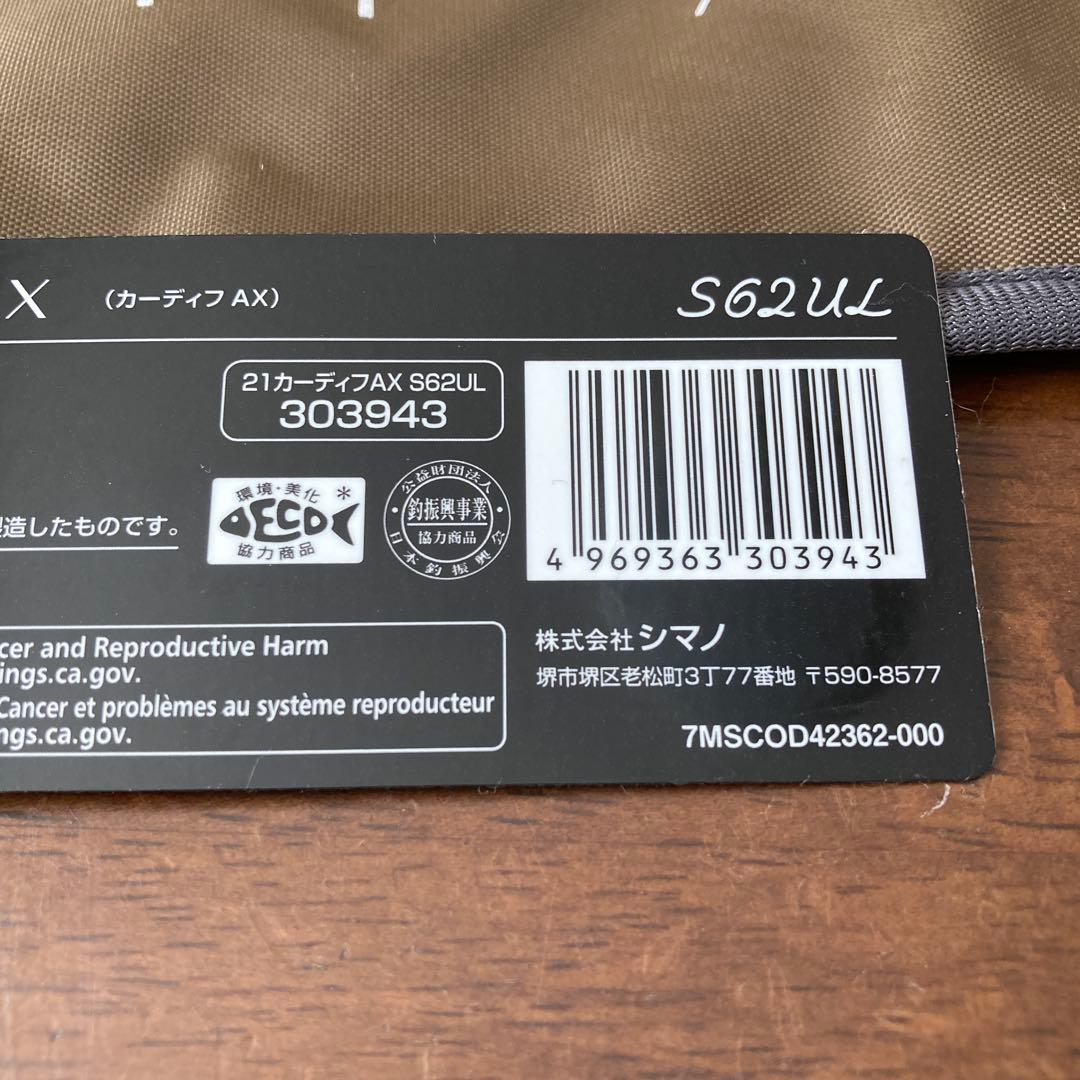 X (カーディフ AX) S62UL
21カーディフAX S62UL
303943
環境・美化
ECO
協力商品
公益財団法人
釣振興事業
協力商品
日本釣振興会
製造したものです。
4 969363 303943
cer and Reproductive Harm
ings.ca.gov.
Cancer et problèmes au système reproducteur
ngs.ca.gov.
株式会社 シマノ
堺市堺区老松町3丁77番地 〒590-8577
7MSCOD42362-000